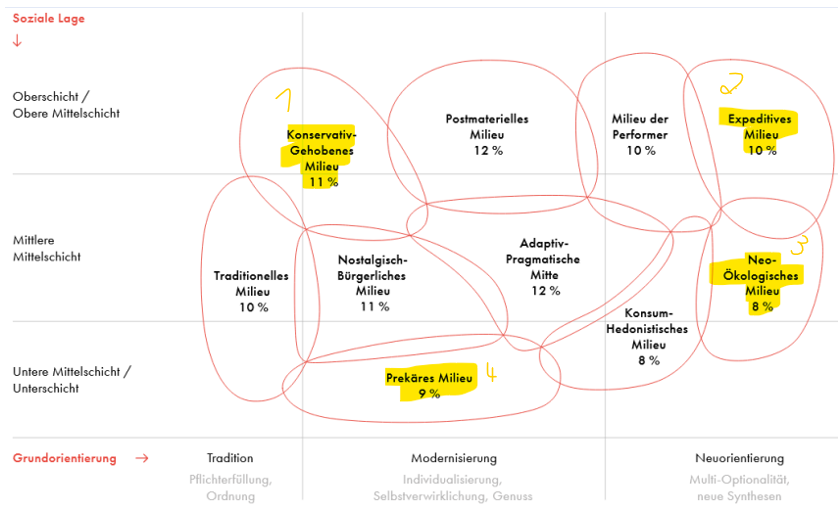 Soziale Lage
↓
Oberschicht /
Obere Mittelschicht
1
Konservativ-
Gehobenes
Milieu
11 %
Postmaterielles
Milieu
12 %
Milieu der
Performer
10 %
2
Expeditives
Milieu
10 %
Mittlere
Mittelschicht
Traditionelles
Milieu
10 %
Nostalgisch-
Bürgerliches
Milieu
11 %
Adaptiv-
Pragmatische
Mitte
12 %
Konsum-
Hedonistisches
Milieu
8 %
3
Neo-
Ökologisches
Milieu
8 %
Untere Mittelschicht /
Unterschicht
Prekäres Milieu
9 %
4
Grundorientierung →
Tradition
Pflichterfüllung,
Ordnung
Modernisierung
Individualisierung,
Selbstverwirklichung, Genuss
Neuorientierung
Multi-Optionalität,
neue Synthesen